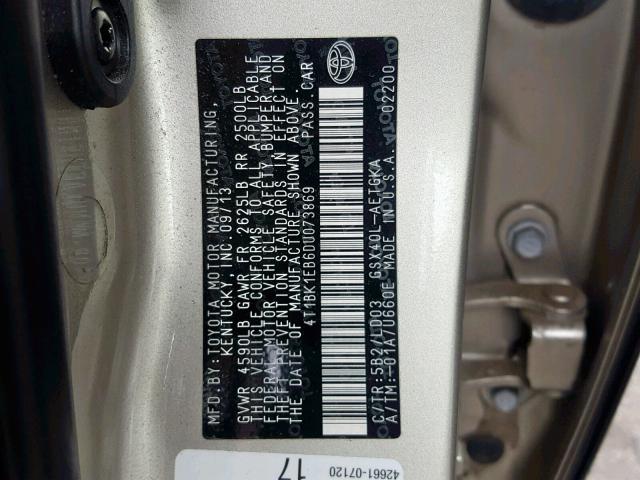 MFD.BY:TOYOTA MOTOR MANUFACTURING,
KENTUCKY, INC. 09/13
GVWR 4590LB GAWR FR 2625LB RR 2500LB
THIS VEHICLE CONFORMS TO ALL APPLICABLE
FEDERAL MOTOR VEHICLE SAFETY, BUMPER, AND
THEFT PREVENTION STANDARDS IN EFFECT ON
THE DATE OF MANUFACTURE SHOWN ABOVE.
4T1BK1EB6DU073869 PASS.CAR
C/TR:5B2/LD03 GSX40L-AETGKA
A/TM:-01A/U660E MADE IN U.S.A. 02200
TOYOTA
42661-07120
17